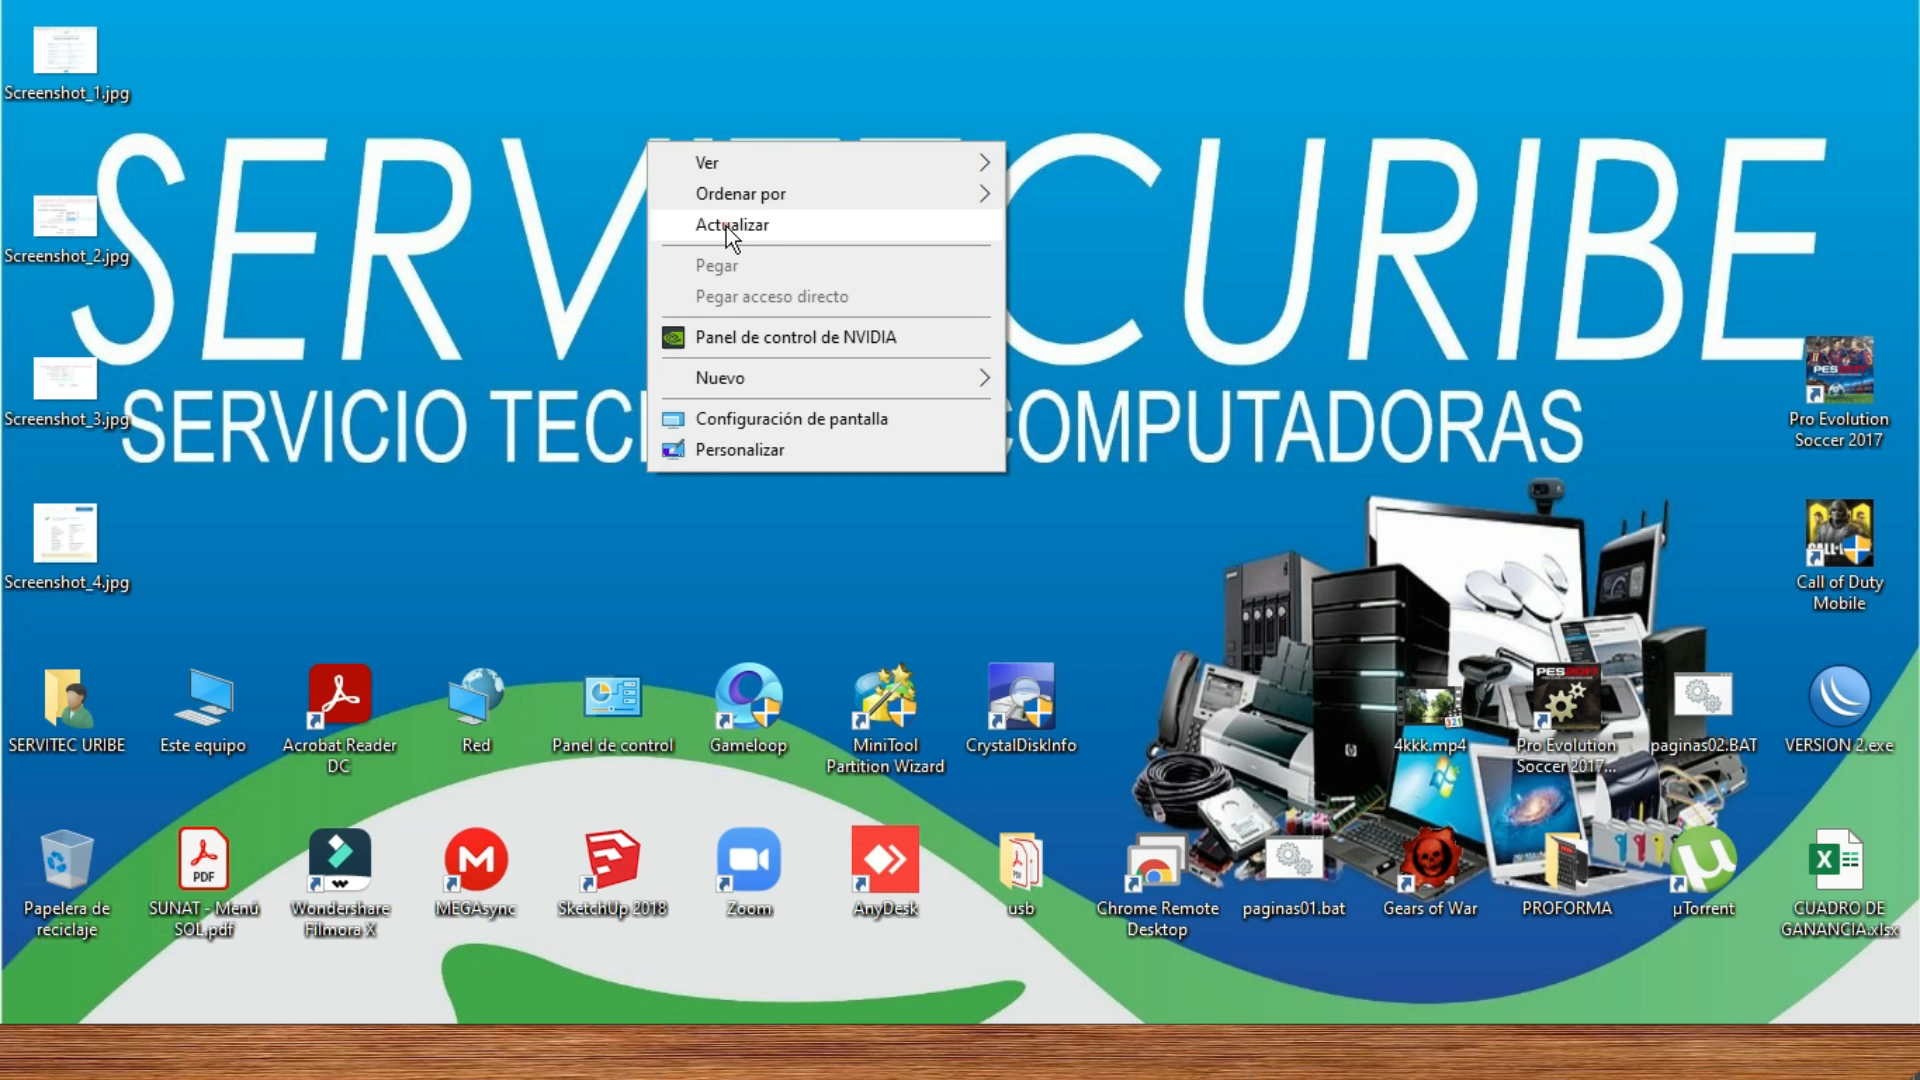 Screenshot_1.jpg
SERV
CURIBE
Ver
Ordenar por
Actualizar
Pegar
Pegar acceso directo
Panel de control de NVIDIA
Nuevo
Configuración de pantalla
Personalizar
Screenshot_2.jpg
Screenshot_3.jpg
SERVICIO TEC
COMPUTADORAS
Pro Evolution
Soccer 2017
Screenshot_4.jpg
Call of Duty
Mobile
SERVITEC URIBE
Este equipo
Acrobat Reader
DC
Red
Panel de control
Gameloop
MiniTool
Partition Wizard
CrystalDiskInfo
321
4kkk.mp4
PES2017
Pro Evolution
Soccer 2017...
paginas02.BAT
VERSION 2.exe
Papelera de
reciclaje
PDF
SUNAT - Menú
SOL.pdf
Wondershare
Filmora X
MEGAsync
SketchUp 2018
Zoom
AnyDesk
usb
Chrome Remote
Desktop
paginas01.bat
Gears of War
PROFORMA
µTorrent
CUADRO DE
GANANCIA.xlsx